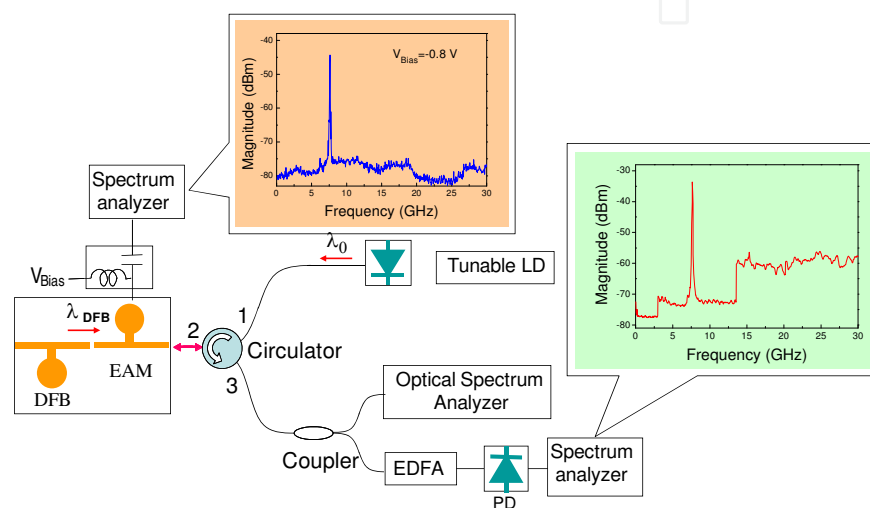 V_Bias=-0.8 V
-40
-50
-60
-70
-80
0 5 10 15 20 25 30
Magnitude (dBm)
Frequency (GHz)
-30
-40
-50
-60
-70
-80
0 5 10 15 20 25 30
Magnitude (dBm)
Frequency (GHz)
Spectrum
analyzer
λ0
Tunable LD
VBias
λ DFB
1
2
Circulator
EAM
3
DFB
Optical Spectrum
Analyzer
Coupler
EDFA
Spectrum
analyzer
PD